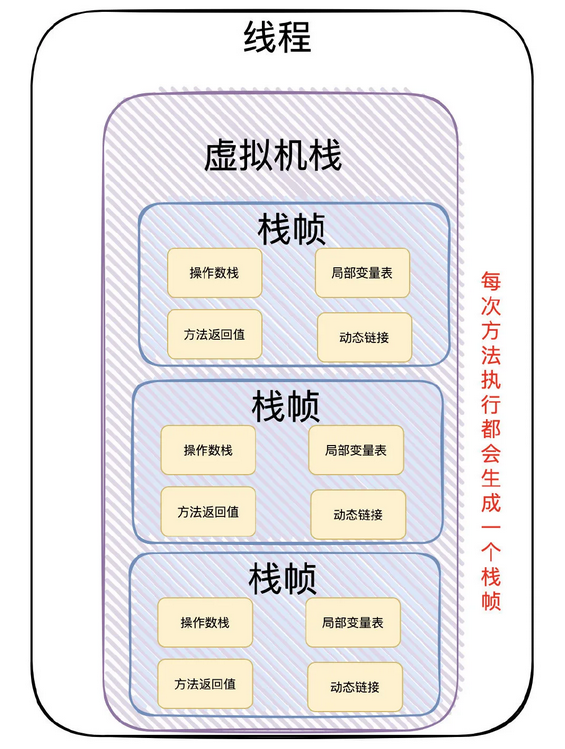 线程
虚拟机栈
栈帧
操作数栈
局部变量表
方法返回值
动态链接
栈帧
操作数栈
局部变量表
方法返回值
动态链接
栈帧
操作数栈
局部变量表
方法返回值
动态链接
每次方法执行都会生成一个栈帧